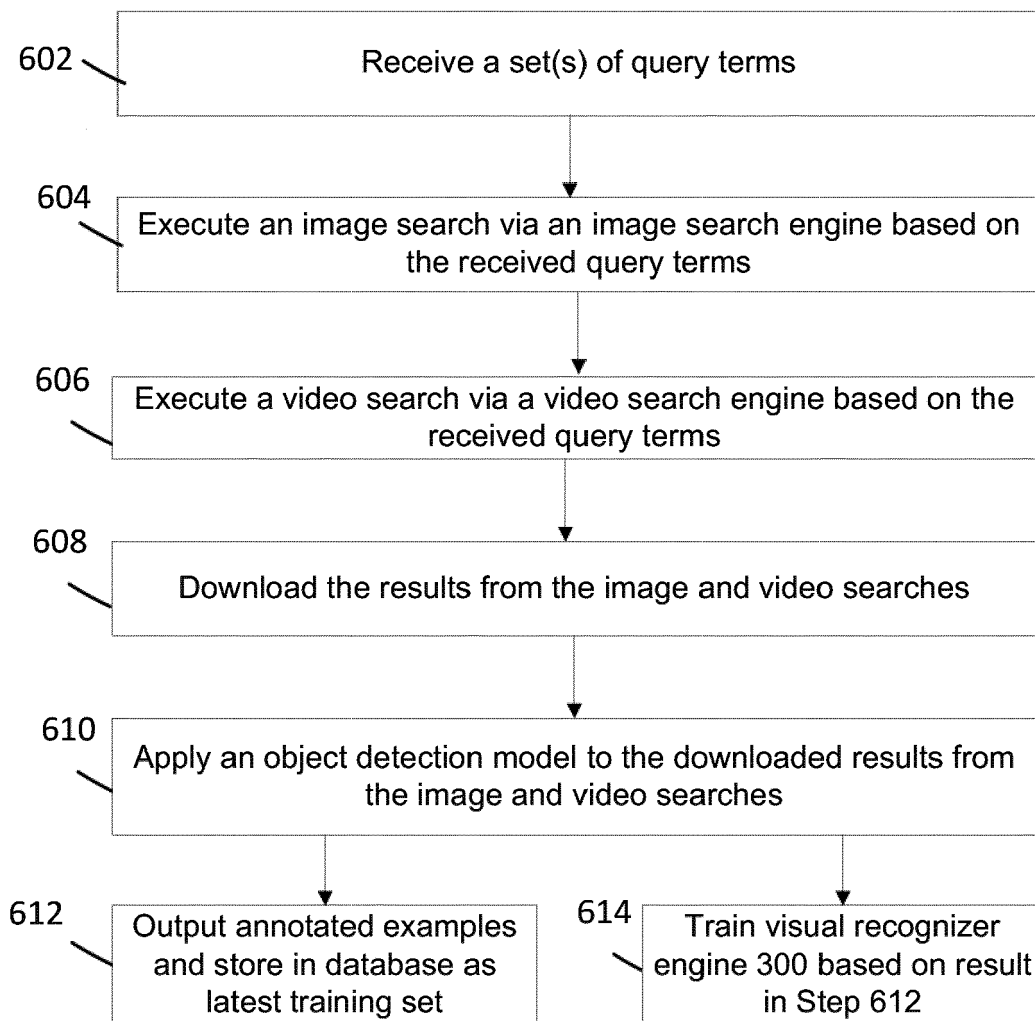 602
Receive a set(s) of query terms
604
Execute an image search via an image search engine based on
the received query terms
606
Execute a video search via a video search engine based on the
received query terms
608
Download the results from the image and video searches
610
Apply an object detection model to the downloaded results from
the image and video searches
612
Output annotated examples
and store in database as
latest training set
614
Train visual recognizer
engine 300 based on result
in Step 612